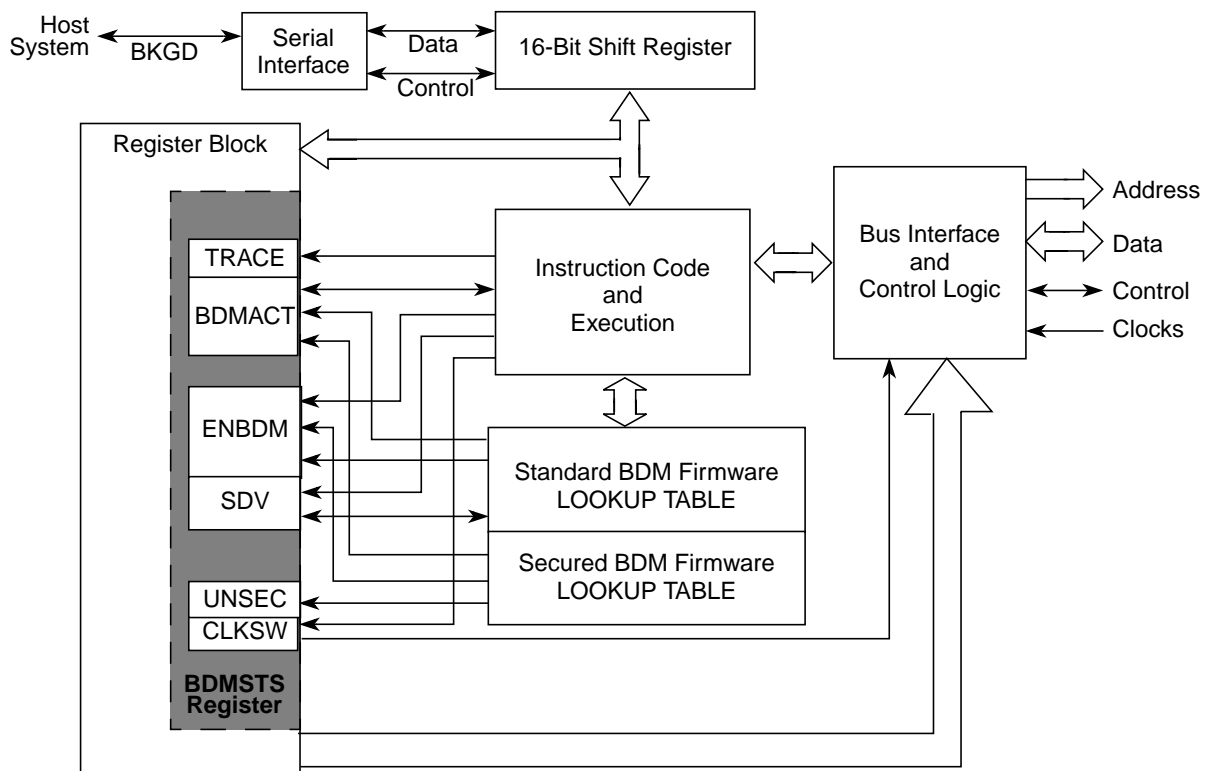 Host
System
BKGD
Serial
Interface
Data
Control
16-Bit Shift Register
Register Block
TRACE
BDMACT
ENBDM
SDV
UNSEC
CLKSW
BDMSTS
Register
Instruction Code
and
Execution
Standard BDM Firmware
LOOKUP TABLE
Secured BDM Firmware
LOOKUP TABLE
Bus Interface
and
Control Logic
Address
Data
Control
Clocks